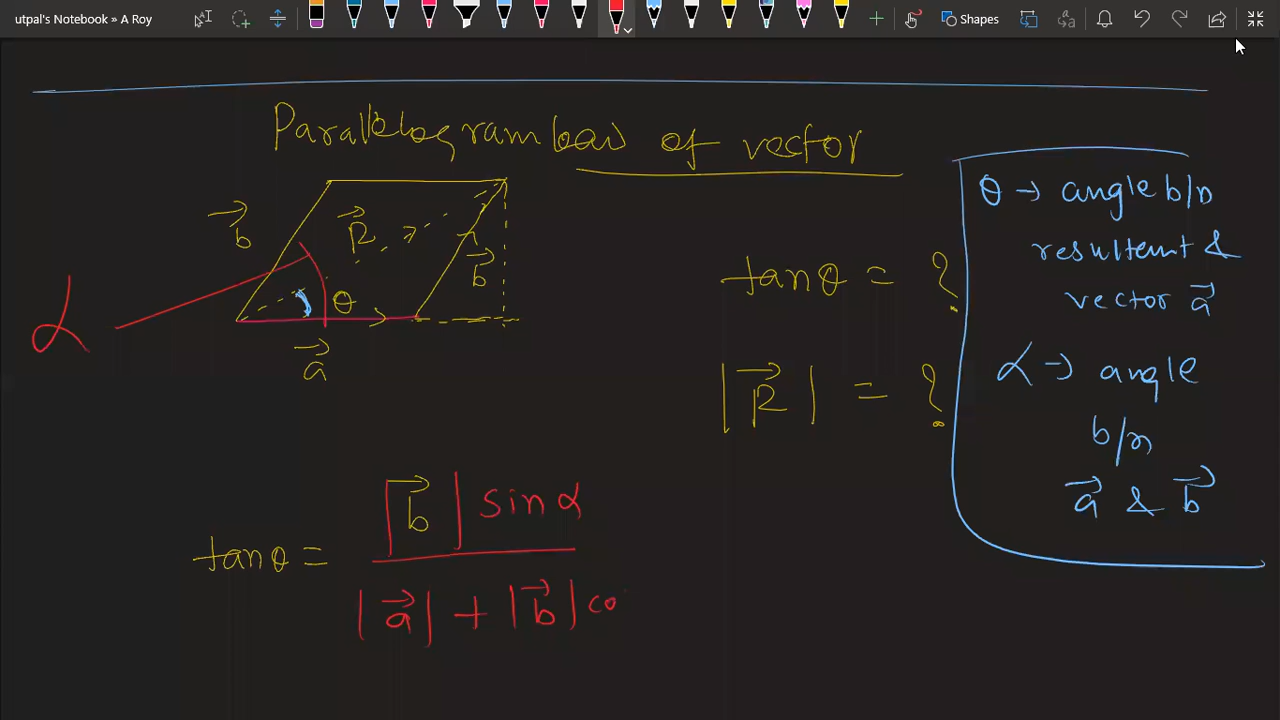 utpal's Notebook » A Roy
Shapes
Parallelogram law of vector
b⃗
R⃗
b⃗
θ
α
a⃗
tanθ = ?
|R⃗| = ?
θ → angle b/n
resultant &
vector a⃗
α → angle
b/n
a⃗ & b⃗
|b⃗| sinα
tanθ =
|a⃗| + |b⃗| co